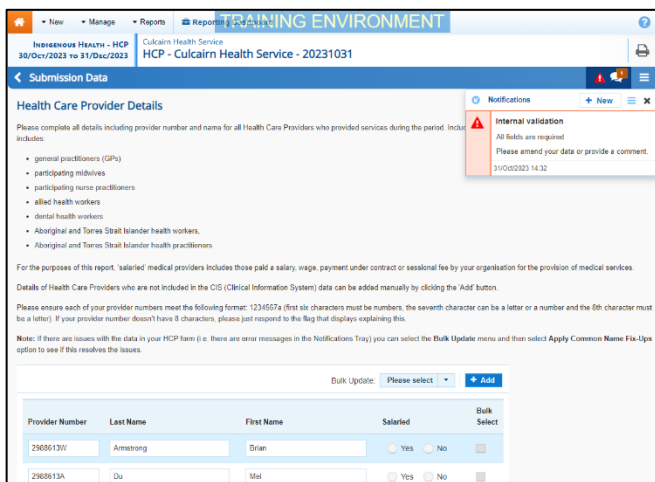 New Manage Reports Reporting
TRAINING ENVIRONMENT
INDIGENOUS HEALTH - HCP
30/OCT/2023 TO 31/DEC/2023
Culcairn Health Service
HCP - Culcairn Health Service - 20231031
Submission Data
1
Health Care Provider Details
Notifications + New
Internal validation
All fields are required
Please amend your data or provide a comment.
31/Oct/2023 14:32
Please complete all details including provider number and name for all Health Care Providers who provided services during the period.
includes:
• general practitioners (GPs)
• participating midwives
• participating nurse practitioners
• allied health workers
• dental health workers
• Aboriginal and Torres Strait Islander health workers,
• Aboriginal and Torres Strait Islander health practitioners
For the purposes of this report, 'salaried' medical providers include those paid a salary, wage, payment under contract or sessional fee by your organisation for the provision of medical services.
Details of Health Care Providers who are not included in the CIS (Clinical Information System) data can be added manually by clicking the 'Add' button.
Please ensure each of your provider numbers meet the following format: 1234567a (first six characters must be numbers, the seventh character can be a letter or a number and the 8th character must
be a letter). If your provider number doesn't have 8 characters, please just respond to the flag that displays explaining this.
Note: If there are issues with the data in your HCP form (i.e. there are error messages in the Notifications Tray) you can select the Bulk Update menu and then select Apply Common Name Fix-Ups
option to see if this resolves the issues.
Bulk Update: Please select + Add
Provider Number Last Name First Name Salaried Bulk Select
2988613W Armstrong Brian Yes No
2988613A Du Mei Yes No